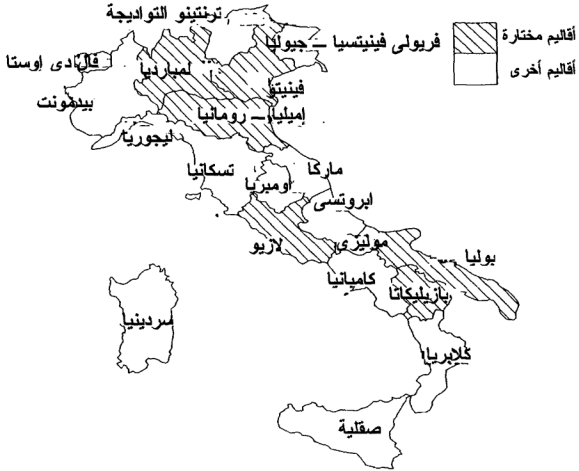 ترنتينو التواديجة
أقاليم مختارة
أقاليم أخرى
فريولى فينيتسيا – جيوليا
فال دى اوستا
لمبارديا
فينيتو
بيدمونت
إميليا – رومانيا
ليجوريا
ماركا
تسكانيا
اومبريا
ابروتسى
لازيو
موليزى
بوليا
كامبانيا
بازيليكاتا
سردينيا
كلابريا
صقلية